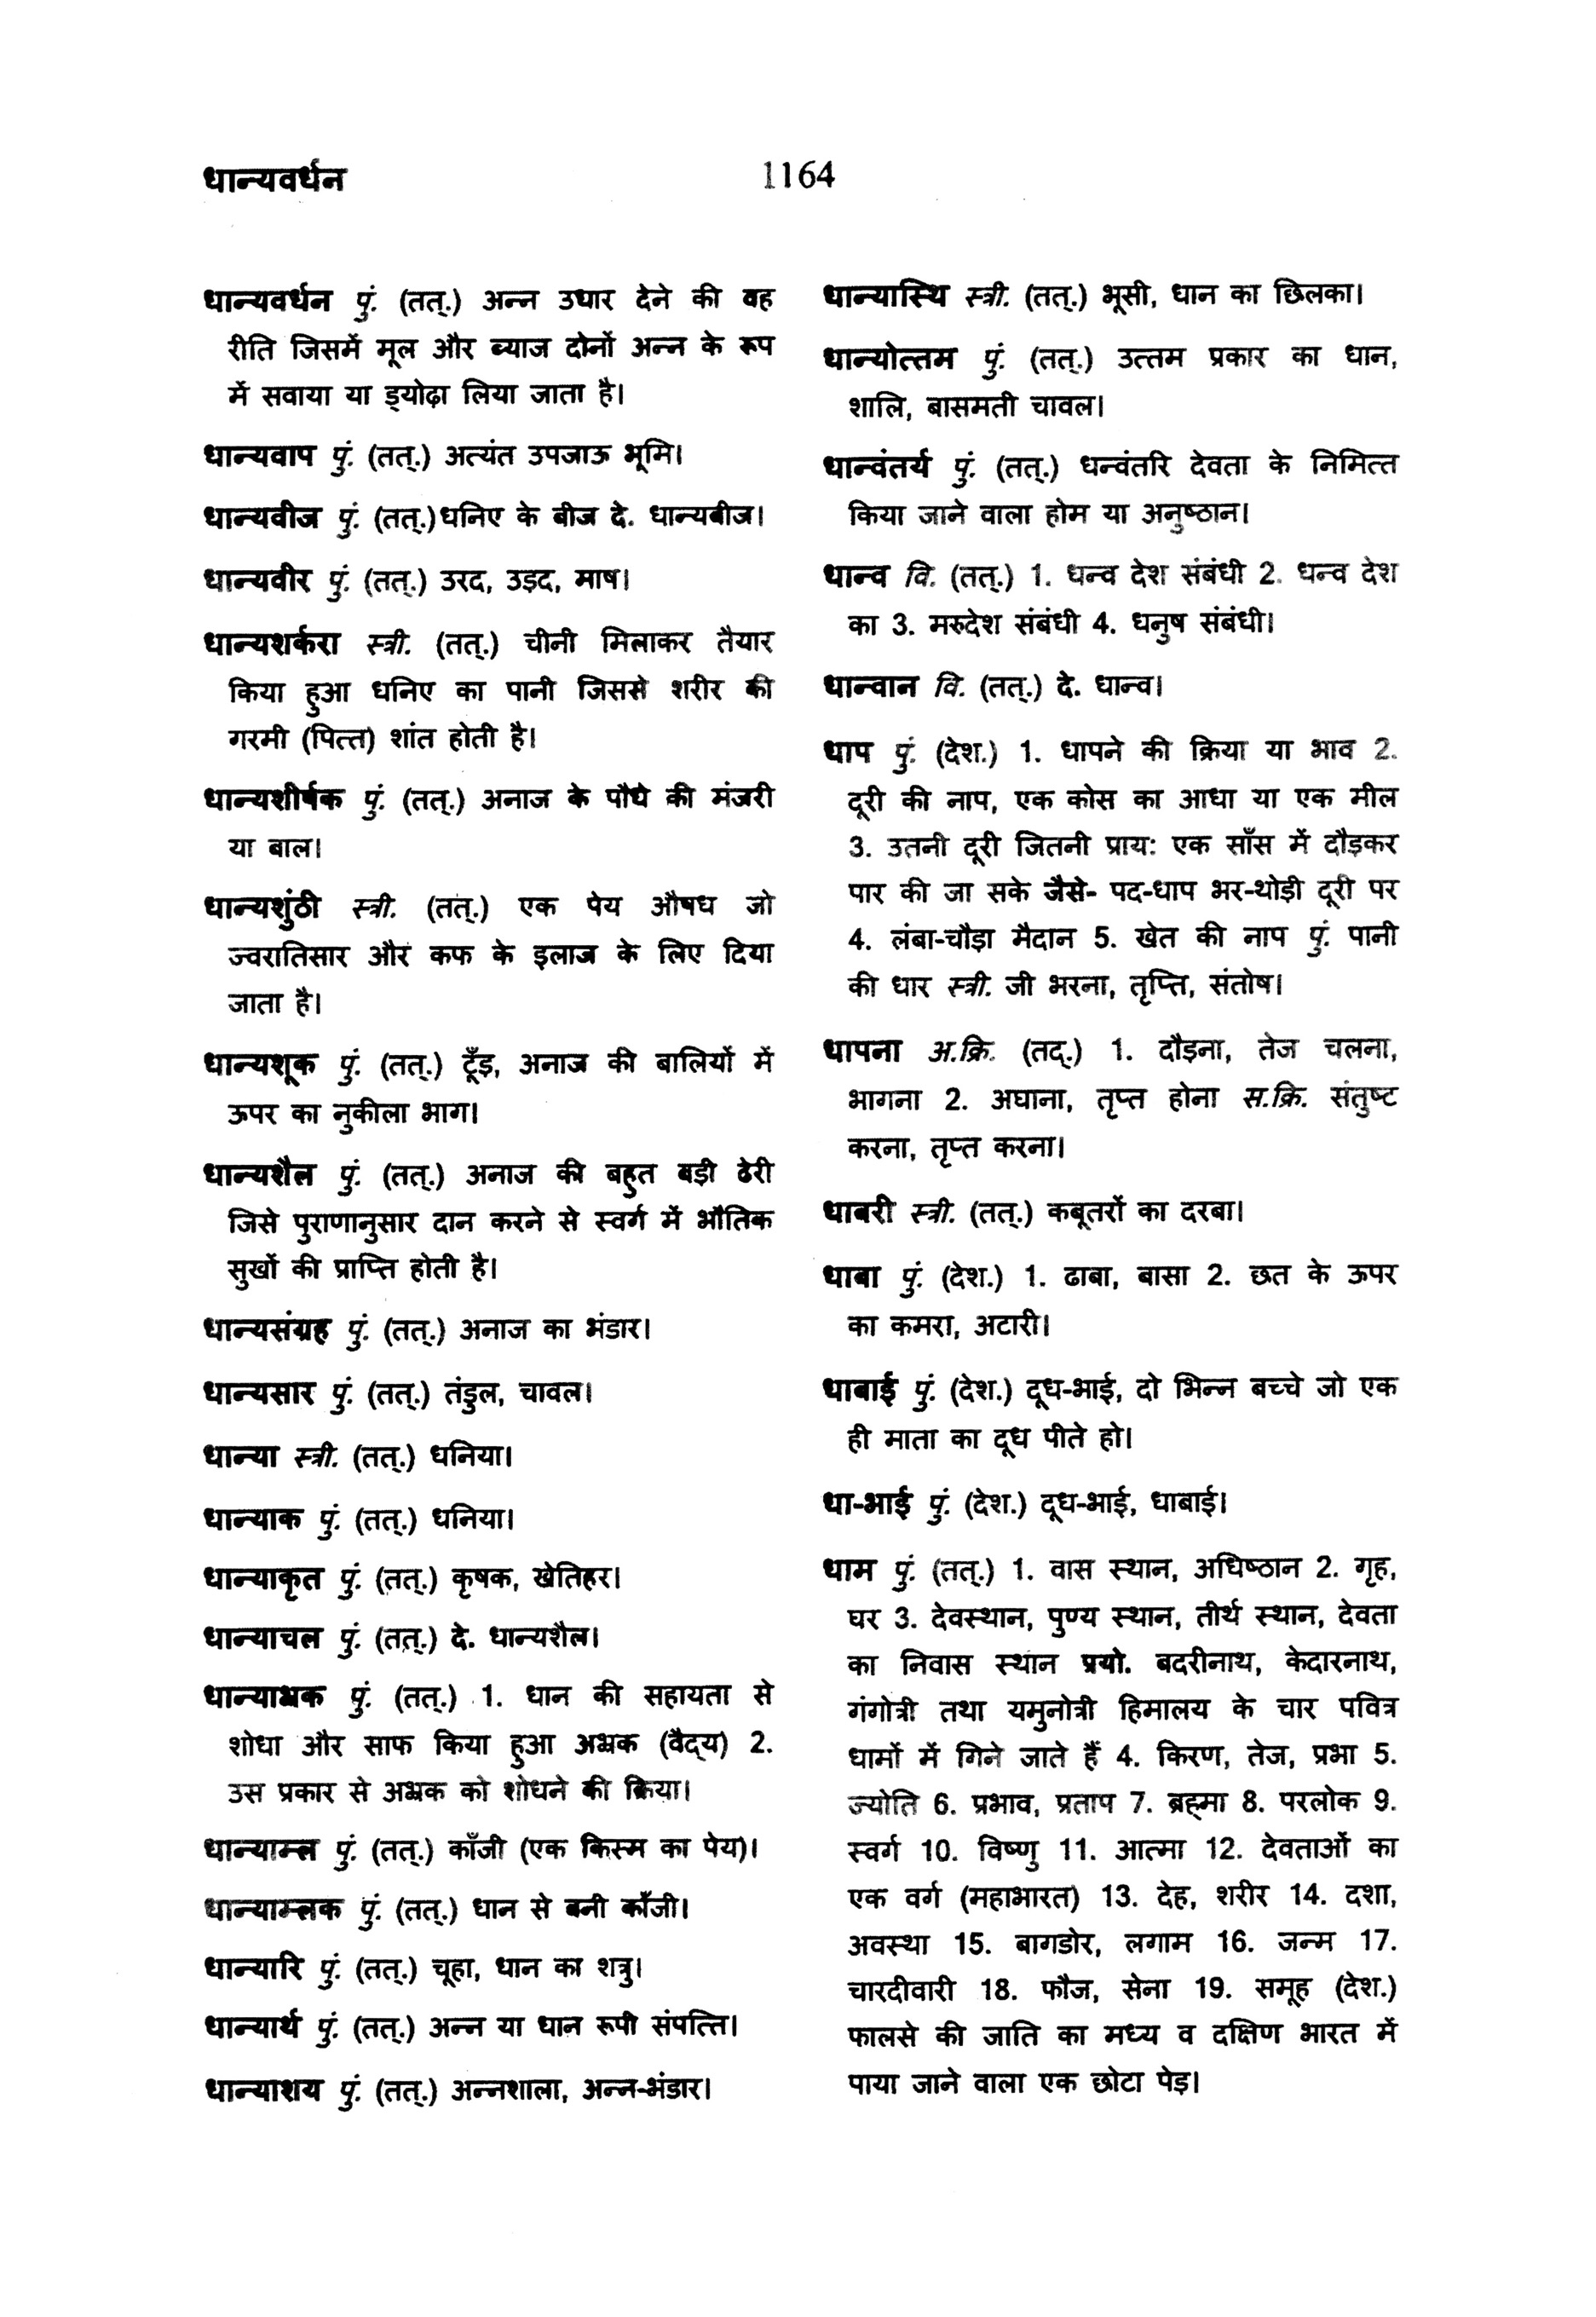 धान्यवर्धन
1164
धान्यवर्धन पुं. (तत्.) अन्न उधार देने की वह
रीति जिसमें मूल और ब्याज दोनों अन्न के रूप
में सवाया या ड्योढ़ा लिया जाता है।
धान्यवाप पुं. (तत्.) अत्यंत उपजाऊ भूमि।
धान्यवीज पुं. (तत्.)धनिए के बीज दे. धान्यबीज।
धान्यवीर पुं. (तत्.) उरद, उड़द, माष।
धान्यशर्करा स्त्री. (तत्.) चीनी मिलाकर तैयार
किया हुआ धनिए का पानी जिससे शरीर की
गरमी (पित्त) शांत होती है।
धान्यशीर्षक पुं. (तत्.) अनाज के पौधे की मंजरी
या बाल।
धान्यशुंठी स्त्री. (तत्.) एक पेय औषध जो
ज्वरातिसार और कफ के इलाज के लिए दिया
जाता है।
धान्यशूक पुं. (तत्.) टूँड़, अनाज की बालियों में
ऊपर का नुकीला भाग।
धान्यशैल पुं. (तत्.) अनाज की बहुत बड़ी ढेरी
जिसे पुराणानुसार दान करने से स्वर्ग में भौतिक
सुखों की प्राप्ति होती है।
धान्यसंग्रह पुं. (तत्.) अनाज का भंडार।
धान्यसार पुं. (तत्.) तंडुल, चावल।
धान्या स्त्री. (तत्.) धनिया।
धान्याक पुं. (तत्.) धनिया।
धान्याकृत पुं. (तत्.) कृषक, खेतिहर।
धान्याचल पुं. (तत्.) दे. धान्यशैल।
धान्याभ्रक पुं. (तत्.) 1. धान की सहायता से
शोधा और साफ किया हुआ अभ्रक (वैद्य) 2.
उस प्रकार से अभ्रक को शोधने की क्रिया।
धान्याम्ल पुं. (तत्.) काँजी (एक किस्म का पेय)।
धान्याम्लक पुं. (तत्.) धान से बनी काँजी।
धान्यारि पुं. (तत्.) चूहा, धान का शत्रु।
धान्यार्थ पुं. (तत्.) अन्न या धान रूपी संपत्ति।
धान्याशय पुं. (तत्.) अन्नशाला, अन्न-भंडार।
धान्यास्थि स्त्री. (तत्.) भूसी, धान का छिलका।
धान्योत्तम पुं. (तत्.) उत्तम प्रकार का धान,
शालि, बासमती चावल।
धान्वंतर्य पुं. (तत्.) धन्वंतरि देवता के निमित्त
किया जाने वाला होम या अनुष्ठान।
धान्व वि. (तत्.) 1. धन्व देश संबंधी 2. धन्व देश
का 3. मरुदेश संबंधी 4. धनुष संबंधी।
धान्वान वि. (तत्.) दे. धान्व।
धाप पुं. (देश.) 1. धापने की क्रिया या भाव 2.
दूरी की नाप, एक कोस का आधा या एक मील
3. उतनी दूरी जितनी प्रायः एक साँस में दौड़कर
पार की जा सके जैसे- पद-धाप भर-थोड़ी दूरी पर
4. लंबा-चौड़ा मैदान 5. खेत की नाप पुं. पानी
की धार स्त्री. जी भरना, तृप्ति, संतोष।
धापना अ.क्रि. (तद्.) 1. दौड़ना, तेज चलना,
भागना 2. अघाना, तृप्त होना स.क्रि. संतुष्ट
करना, तृप्त करना।
धाबरी स्त्री. (तत्.) कबूतरों का दरबा।
धाबा पुं. (देश.) 1. ढाबा, बासा 2. छत के ऊपर
का कमरा, अटारी।
धाबाई पुं. (देश.) दूध-भाई, दो भिन्न बच्चे जो एक
ही माता का दूध पीते हो।
धा-भाई पुं. (देश.) दूध-भाई, धाबाई।
धाम पुं. (तत्.) 1. वास स्थान, अधिष्ठान 2. गृह,
घर 3. देवस्थान, पुण्य स्थान, तीर्थ स्थान, देवता
का निवास स्थान प्रयो. बदरीनाथ, केदारनाथ,
गंगोत्री तथा यमुनोत्री हिमालय के चार पवित्र
धामों में गिने जाते हैं 4. किरण, तेज, प्रभा 5.
ज्योति 6. प्रभाव, प्रताप 7. ब्रह्मा 8. परलोक 9.
स्वर्ग 10. विष्णु 11. आत्मा 12. देवताओं का
एक वर्ग (महाभारत) 13. देह, शरीर 14. दशा,
अवस्था 15. बागडोर, लगाम 16. जन्म 17.
चारदीवारी 18. फौज, सेना 19. समूह (देश.)
फालसे की जाति का मध्य व दक्षिण भारत में
पाया जाने वाला एक छोटा पेड़।